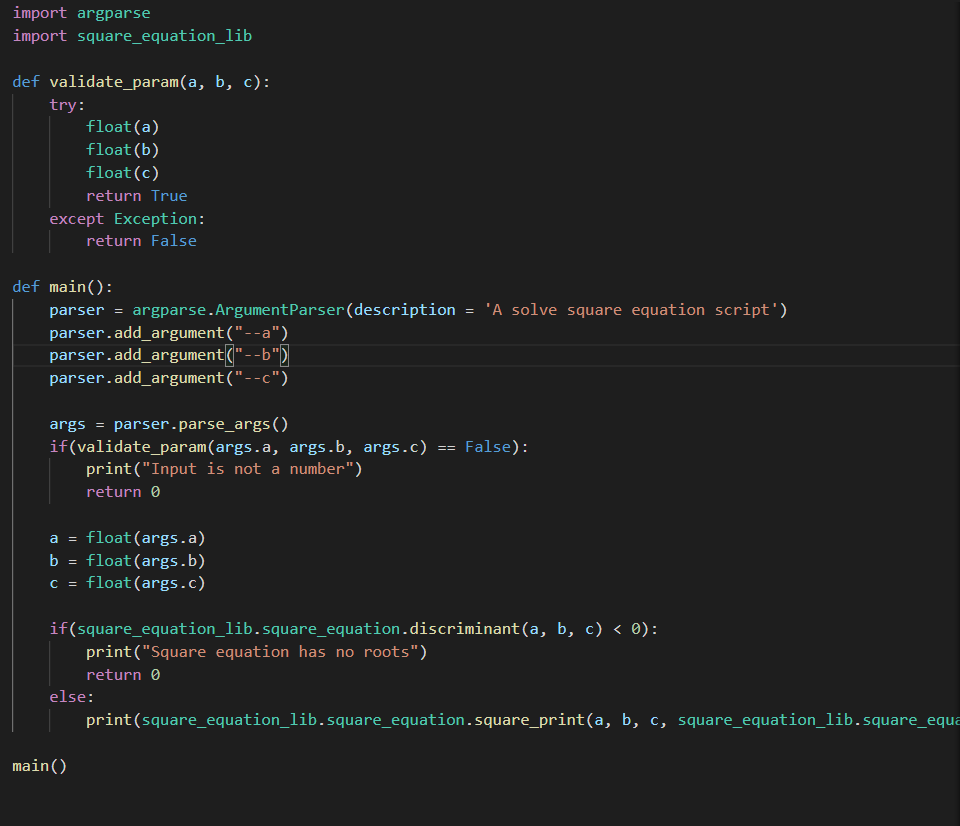 import argparse
import square_equation_lib
def validate_param(a, b, c):
    try:
        float(a)
        float(b)
        float(c)
        return True
    except Exception:
        return False
def main():
    parser = argparse.ArgumentParser(description = 'A solve square equation script')
    parser.add_argument("--a")
    parser.add_argument("--b")
    parser.add_argument("--c")
    args = parser.parse_args()
    if(validate_param(args.a, args.b, args.c) == False):
        print("Input is not a number")
        return 0
    a = float(args.a)
    b = float(args.b)
    c = float(args.c)
    if(square_equation_lib.square_equation.discriminant(a, b, c) < 0):
        print("Square equation has no roots")
        return 0
    else:
        print(square_equation_lib.square_equation.square_print(a, b, c, square_equation_lib.square_equa
main()